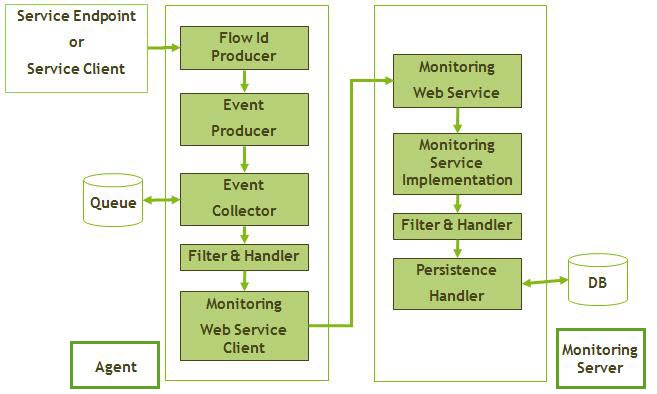 Service Endpoint
or
Service Client
Flow Id
Producer
Event
Producer
Queue
Event
Collector
Filter & Handler
Monitoring
Web Service
Client
Agent
Monitoring
Web Service
Monitoring
Service
Implementation
Filter & Handler
Persistence
Handler
DB
Monitoring
Server